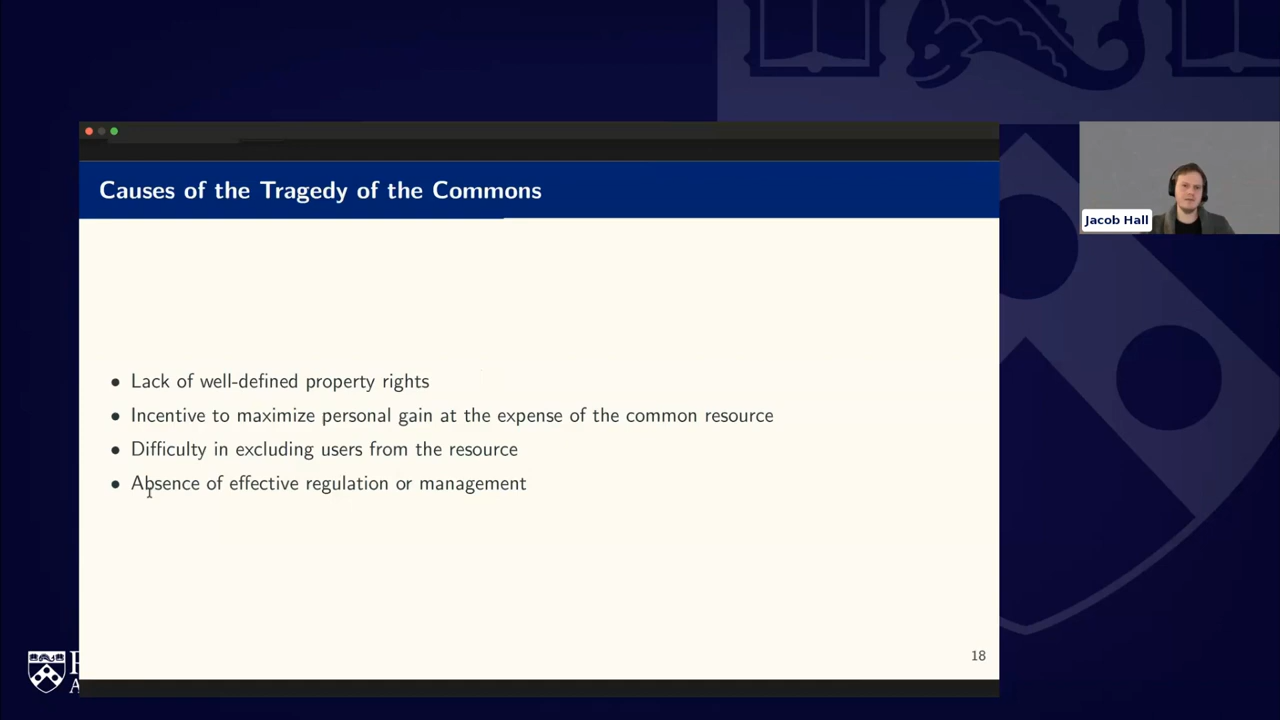 Causes of the Tragedy of the Commons
Jacob Hall
• Lack of well-defined property rights
• Incentive to maximize personal gain at the expense of the common resource
• Difficulty in excluding users from the resource
• Absence of effective regulation or management
18